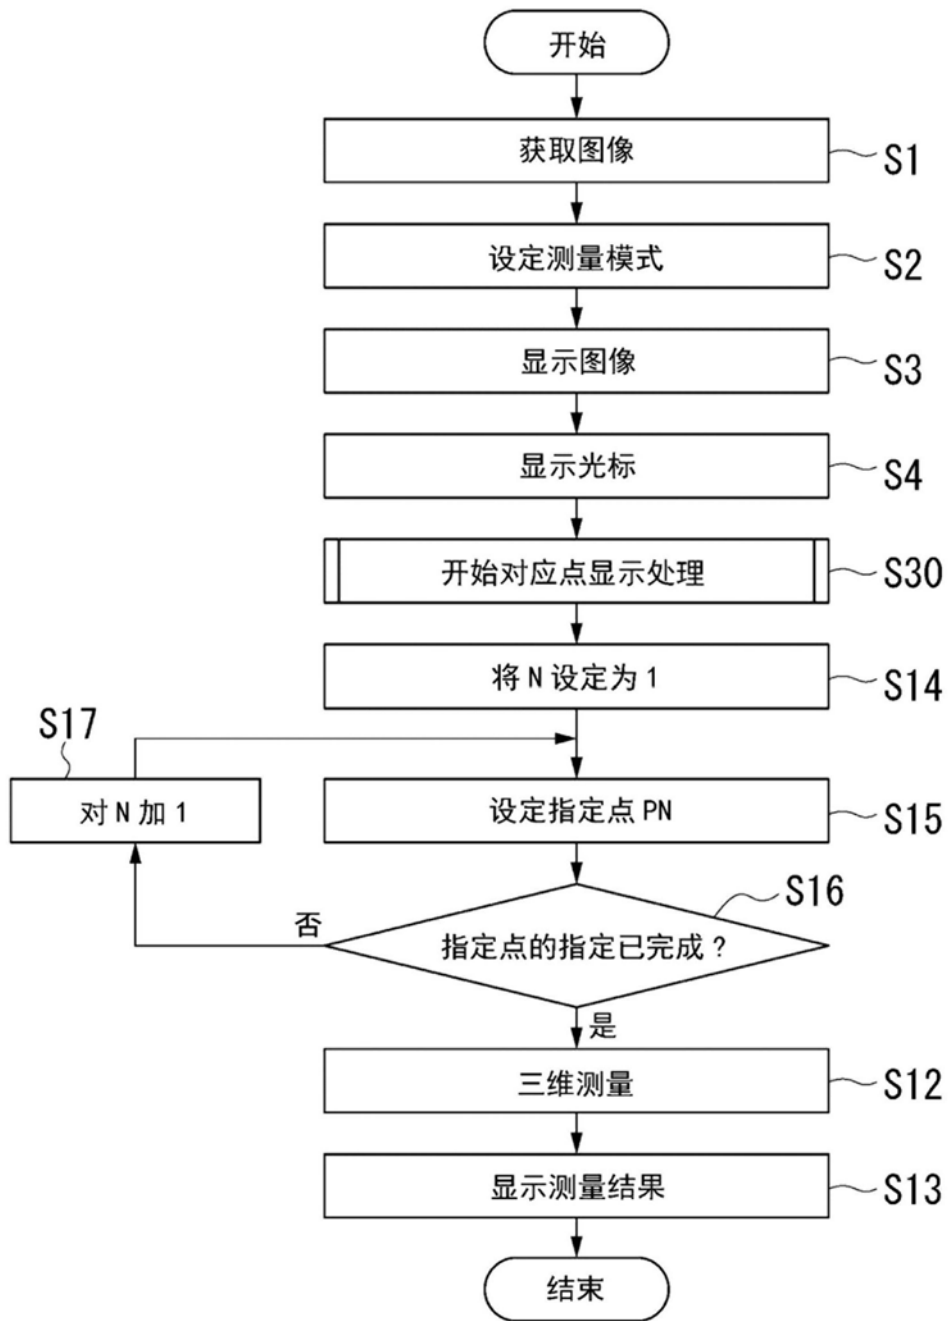 开始
获取图像
S1
设定测量模式
S2
显示图像
S3
显示光标
S4
开始对应点显示处理
S30
将 N 设定为 1
S14
S17
对 N 加 1
设定指定点 PN
S15
S16
否
指定点的指定已完成？
是
三维测量
S12
显示测量结果
S13
结束